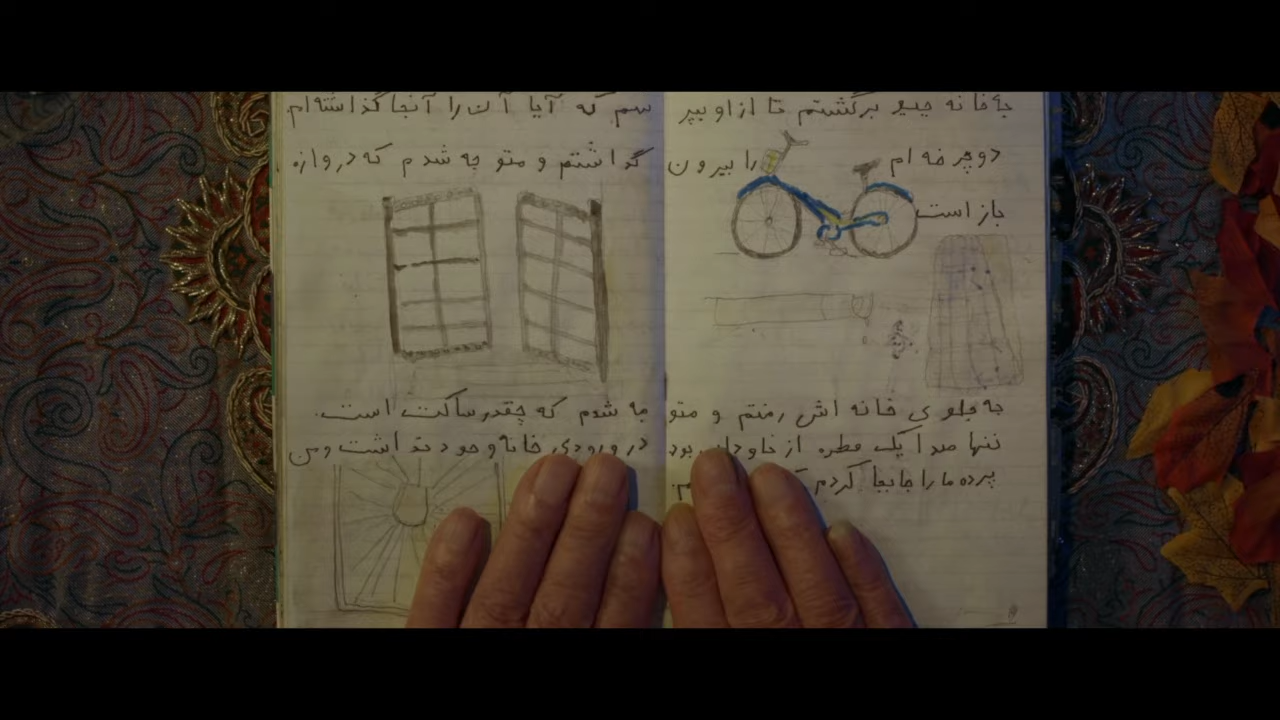 به خانه برگشتم تا از او بپر سم که آیا آن را آنجا گذاشته ام
دوچرخه ام را بیرون گذاشتم و متوجه شدم که دروازه
باز است
به جلوی خانه اش رفتم و متوجه شدم که چقدر ساکت است.
تنها صدا یک قطره از ناودان بود در ورودی خانه وجود نداشت و من
پرده ها را جابجا کردم